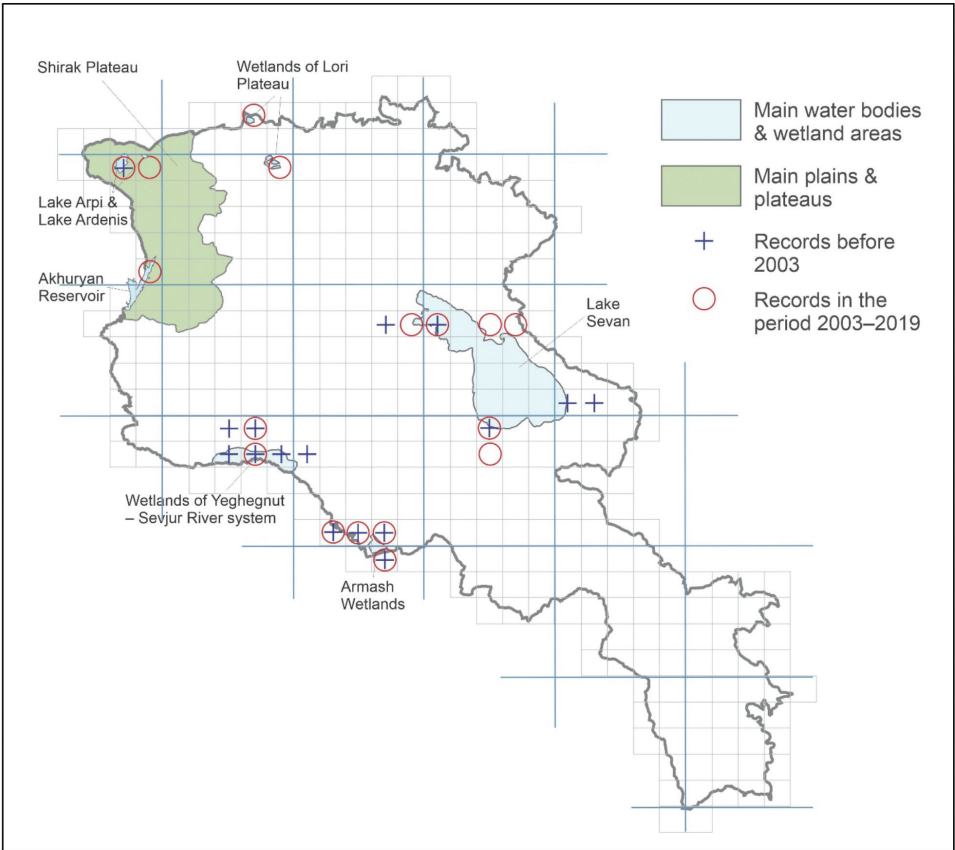 Shirak Plateau
Wetlands of Lori
Plateau
Main water bodies
& wetland areas
Main plains &
plateaus
Lake Arpi &
Lake Ardenis
Records before
2003
Akhuryan
Reservoir
Records in the
period 2003–2019
Lake
Sevan
Wetlands of Yeghegnut
– Sevjur River system
Armash
Wetlands